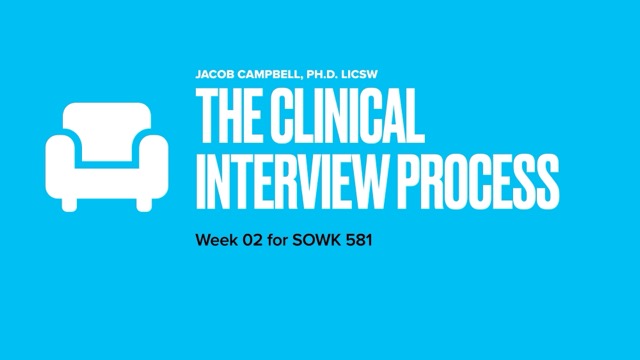 JACOB CAMPBELL, PH.D. LICSW
THE CLINICAL
INTERVIEW PROCESS
Week 02 for SOWK 581